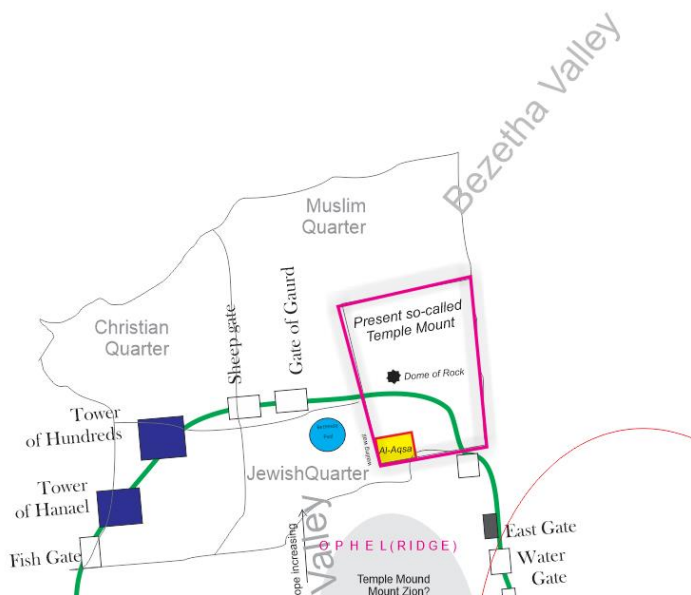 Bezetha Valley
Muslim
Quarter
Christian
Quarter
Sheep gate
Gate of Gaurd
Present so-called
Temple Mount
Dome of Rock
Tower
of Hundreds
Al-Aqsa
JewishQuarter
Tower
of Hanael
Fish Gate
East Gate
Water
Gate
Valley
ope increasing
OPHEL(RIDGE)
Temple Mound
Mount Zion?